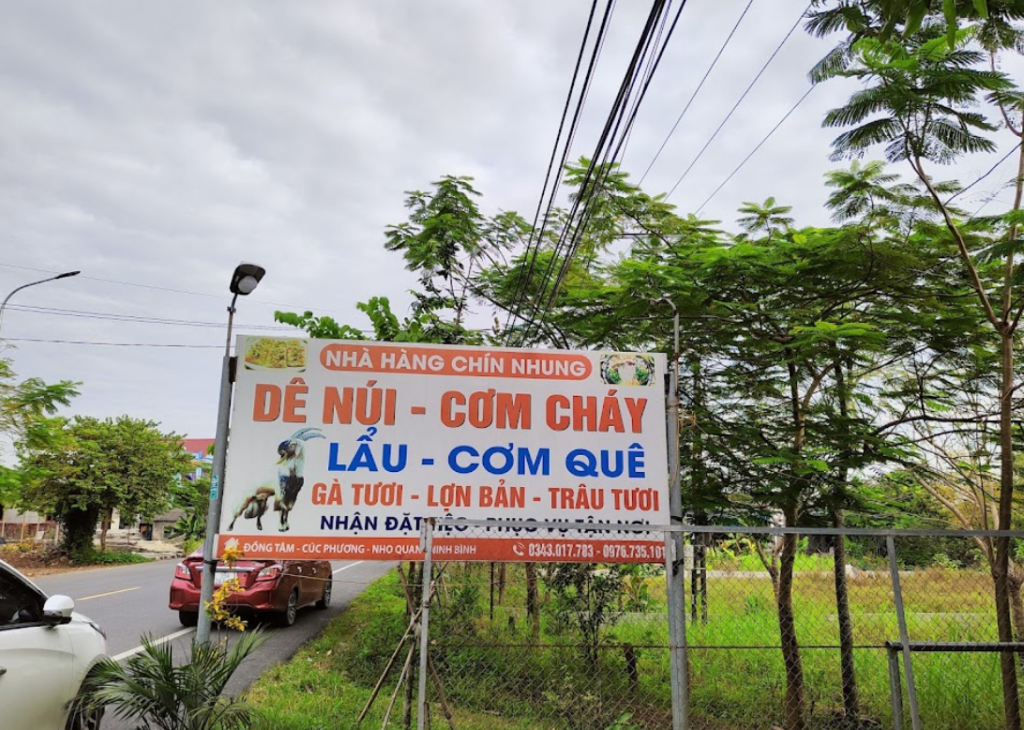 NHÀ HÀNG CHÍN NHUNG
DÊ NÚI - CƠM CHÁY
LẨU - CƠM QUÊ
GÀ TƯƠI - LỢN BẢN - TRÂU TƯƠI
NHẬN ĐẶT TIỆC - PHỤC VỤ TẬN NƠI
ĐỒNG TÂM - CÚC PHƯƠNG - NHO QUAN - NINH BÌNH
0343.017.783 - 0976.735.101